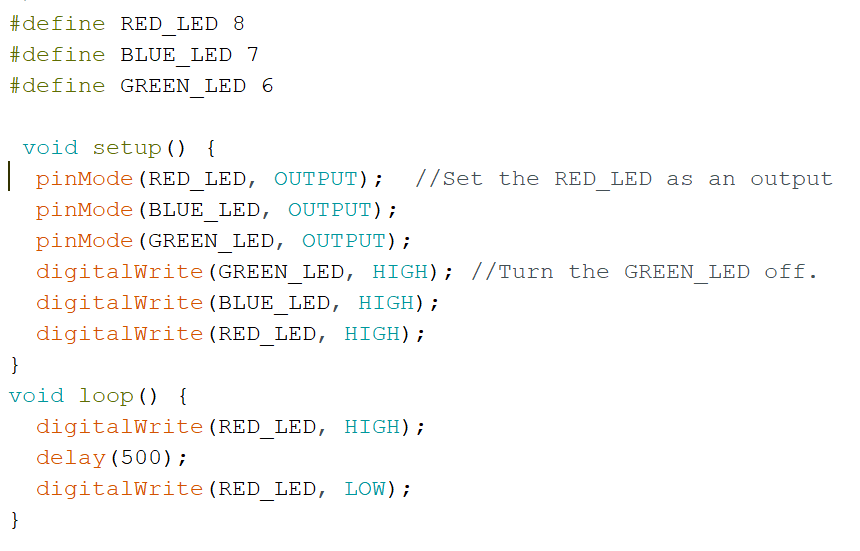 #define RED_LED 8
#define BLUE_LED 7
#define GREEN_LED 6
void setup() {
pinMode(RED_LED, OUTPUT); //Set the RED_LED as an output
pinMode(BLUE_LED, OUTPUT);
pinMode(GREEN_LED, OUTPUT);
digitalWrite(GREEN_LED, HIGH); //Turn the GREEN_LED off.
digitalWrite(BLUE_LED, HIGH);
digitalWrite(RED_LED, HIGH);
}
void loop() {
digitalWrite(RED_LED, HIGH);
delay(500);
digitalWrite(RED_LED, LOW);
}